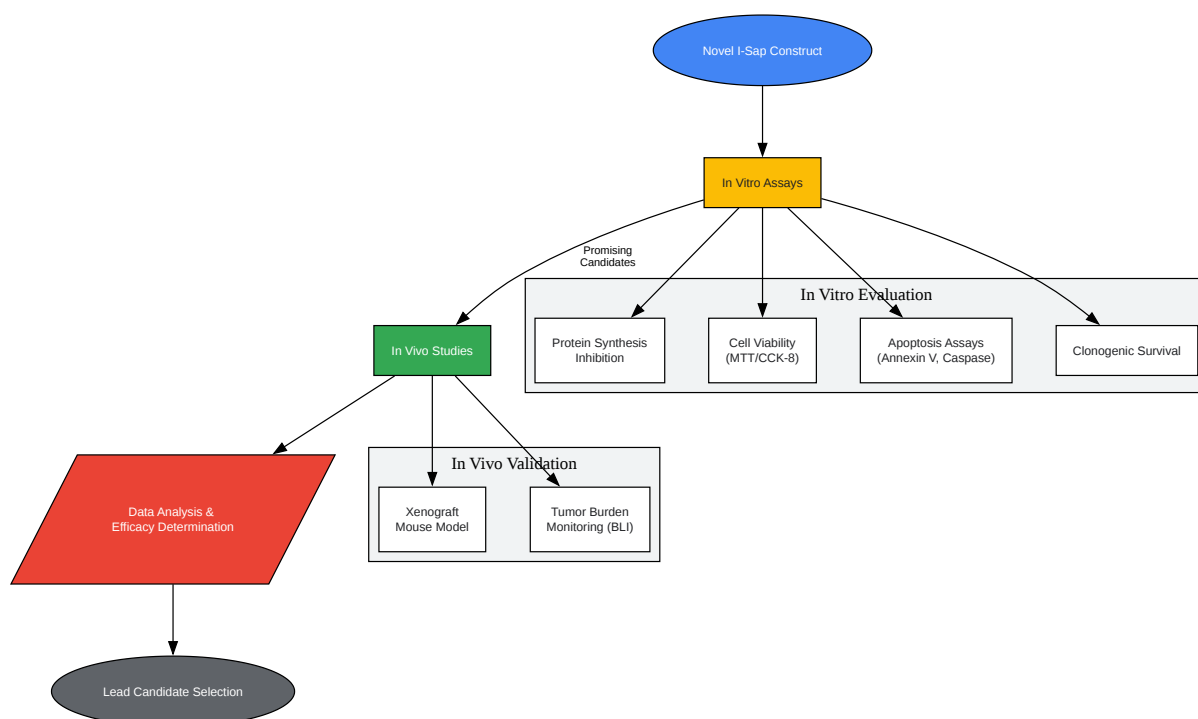 Novel I-Sap Construct
In Vitro Assays
Promising
Candidates
In Vitro Evaluation
Protein Synthesis
Inhibition
Cell Viability
(MTT/CCK-8)
Apoptosis Assays
(Annexin V, Caspase)
Clonogenic Survival
In Vivo Studies
In Vivo Validation
Xenograft
Mouse Model
Tumor Burden
Monitoring (BLI)
Data Analysis &
Efficacy Determination
Lead Candidate Selection